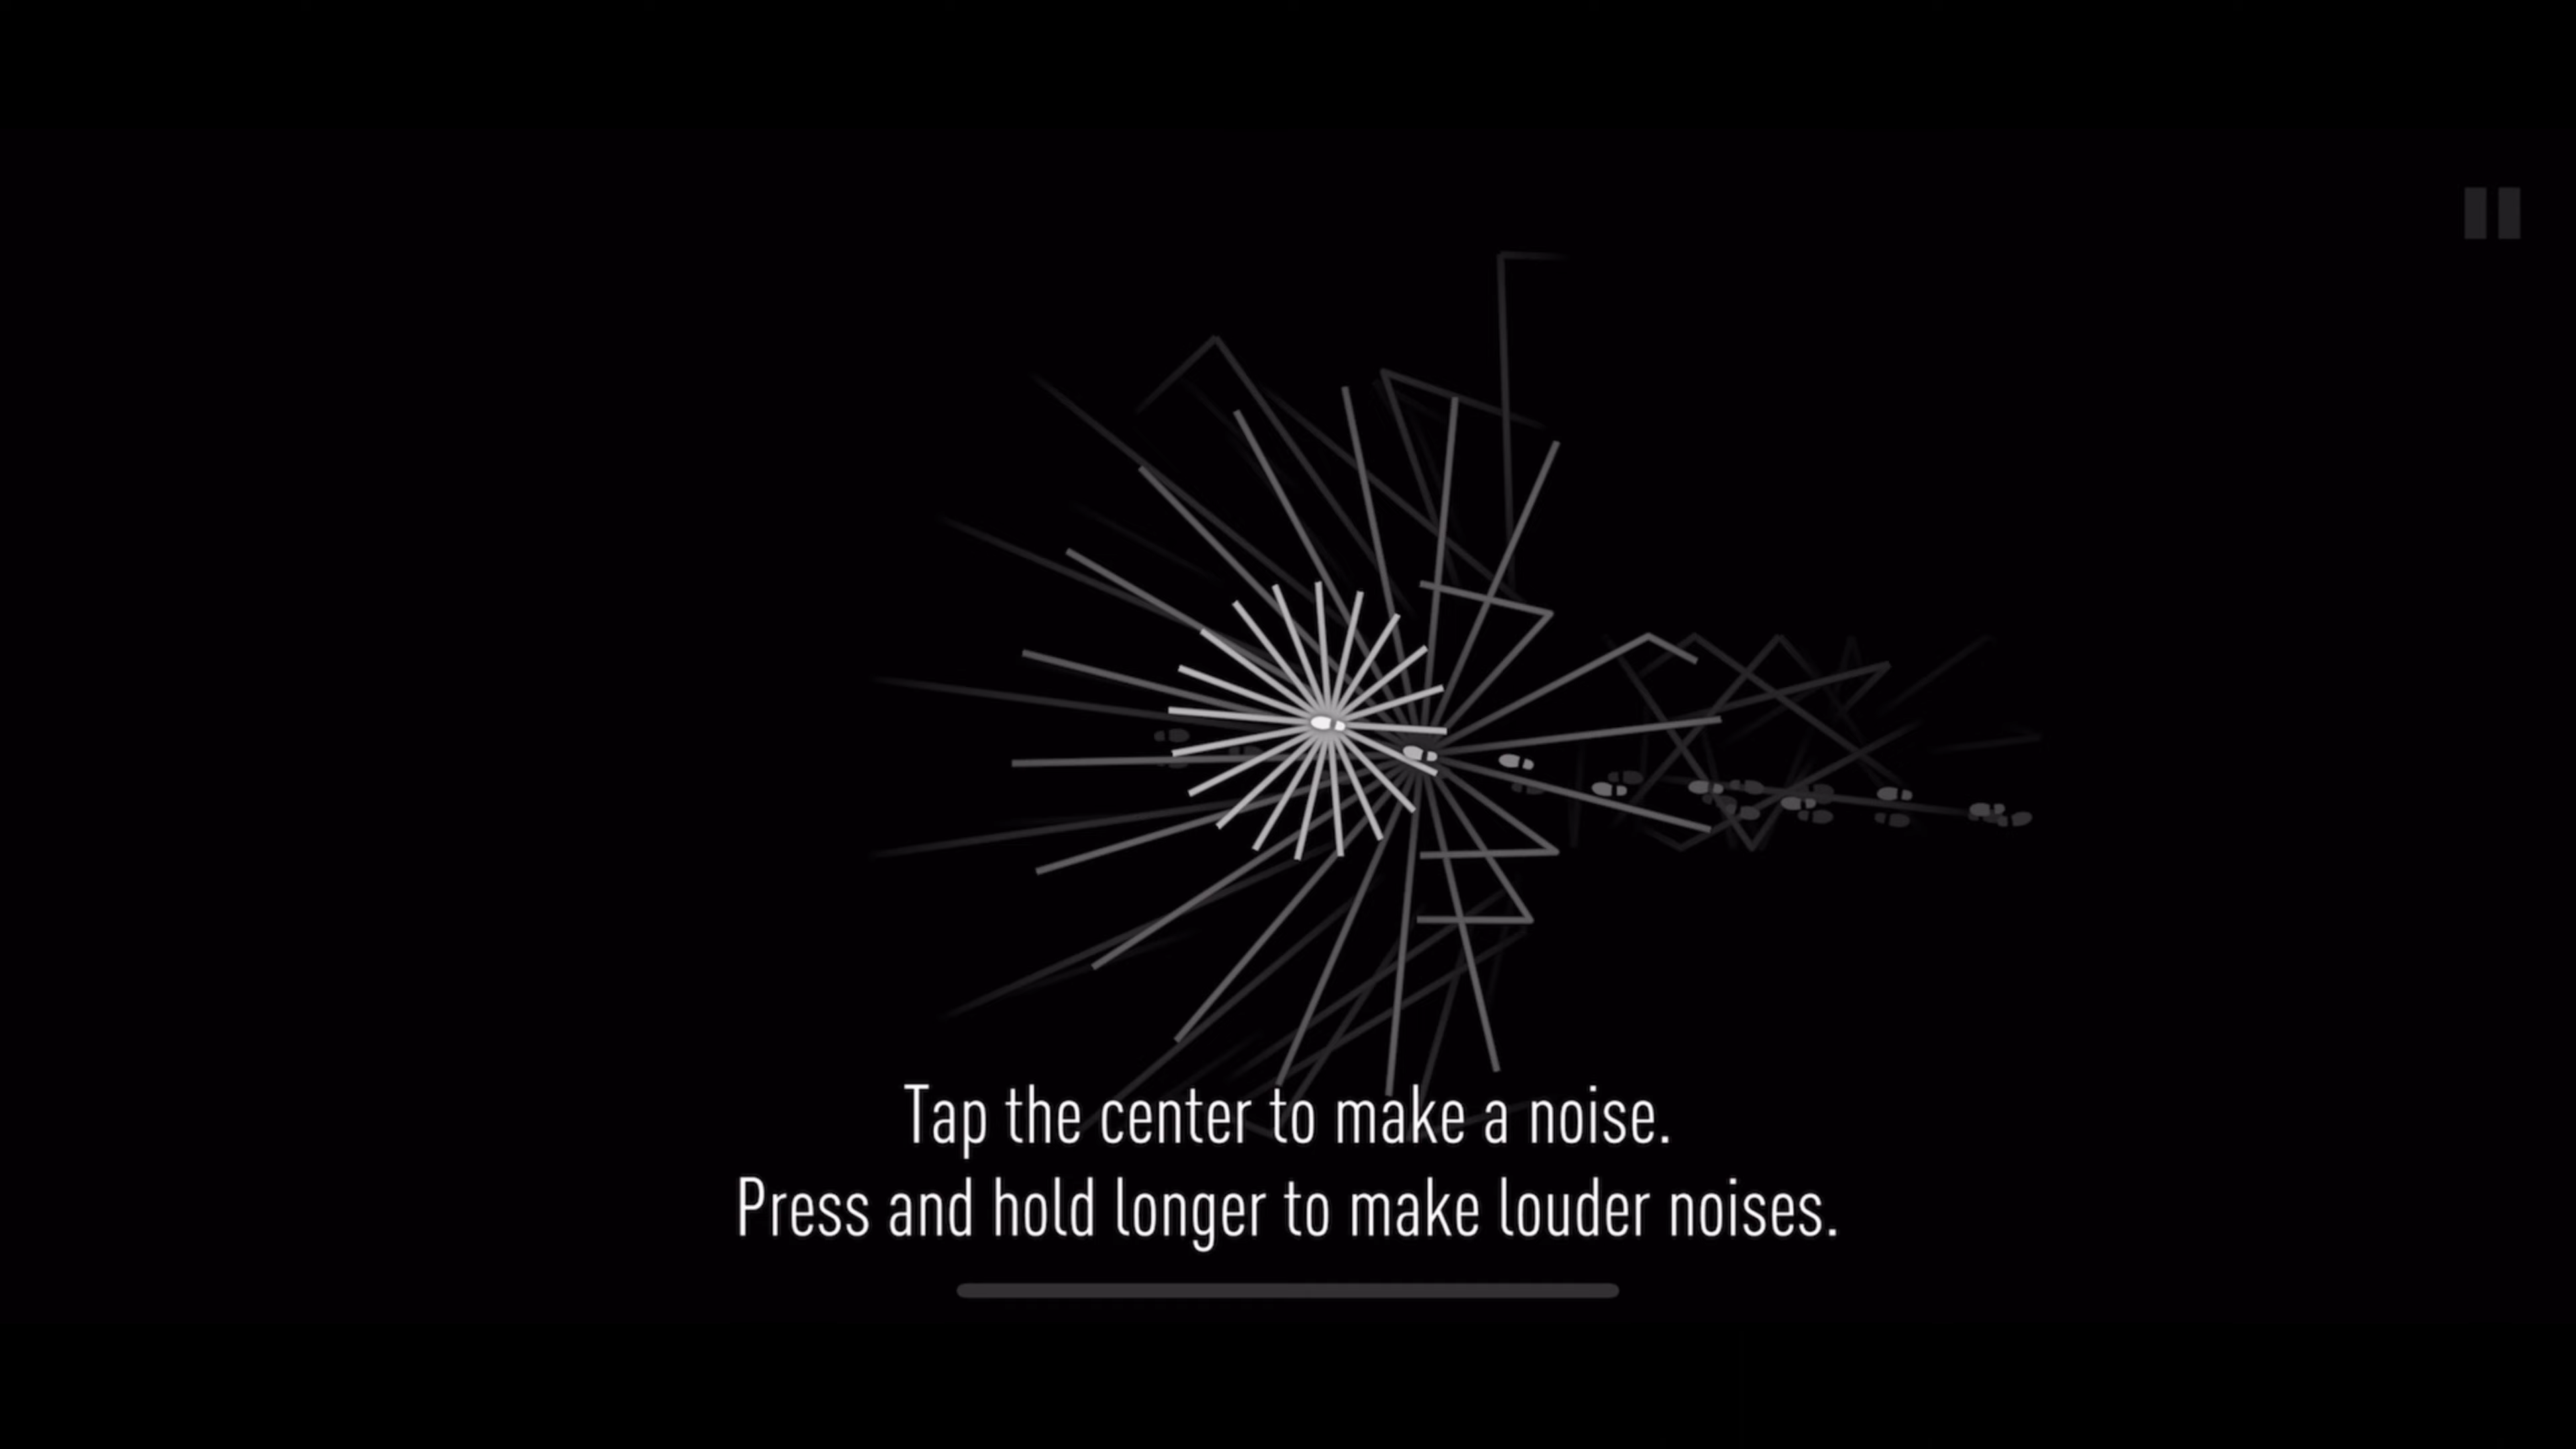 Tap the center to make a noise.
Press and hold longer to make louder noises.